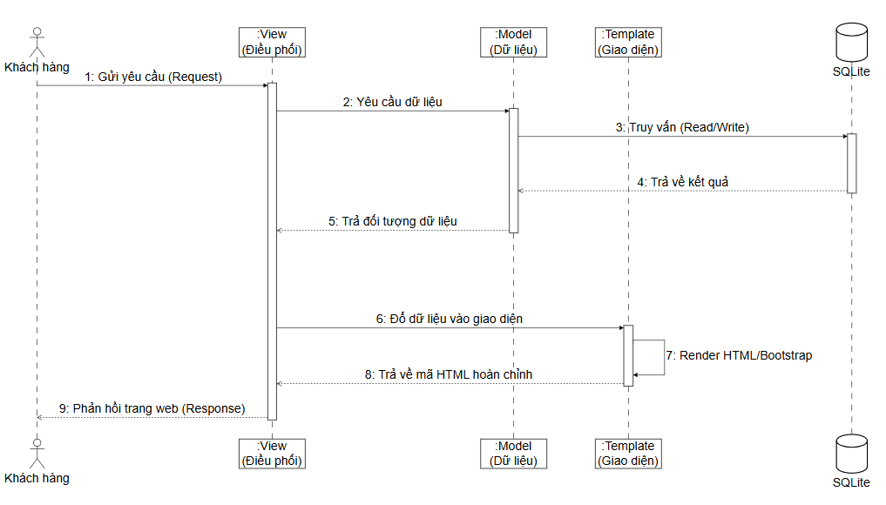 :View
(Điều phối)
:Model
(Dữ liệu)
:Template
(Giao diện)
Khách hàng
SQLite
1: Gửi yêu cầu (Request)
2: Yêu cầu dữ liệu
3: Truy vấn (Read/Write)
4: Trả về kết quả
5: Trả đối tượng dữ liệu
6: Đổ dữ liệu vào giao diện
7: Render HTML/Bootstrap
8: Trả về mã HTML hoàn chỉnh
9: Phản hồi trang web (Response)
:View
(Điều phối)
:Model
(Dữ liệu)
:Template
(Giao diện)
Khách hàng
SQLite